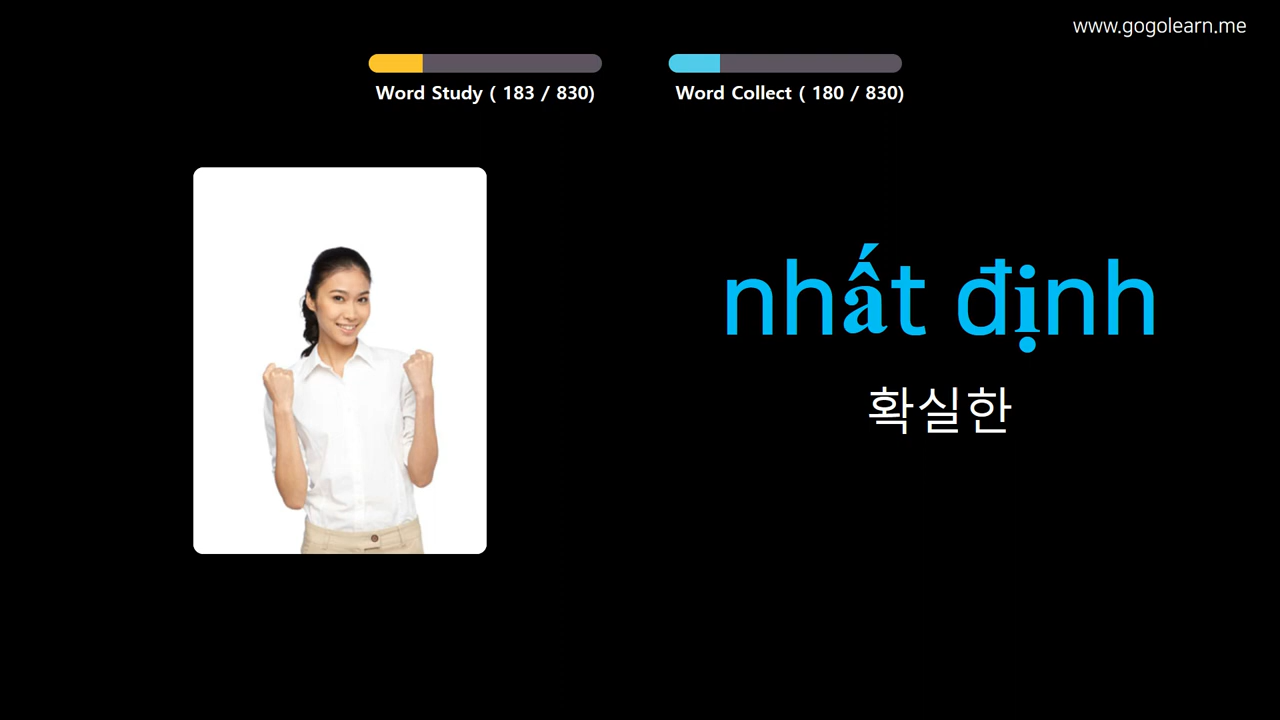 www.gogolearn.me
Word Study ( 183 / 830)
Word Collect ( 180 / 830)
nhất định
확실한